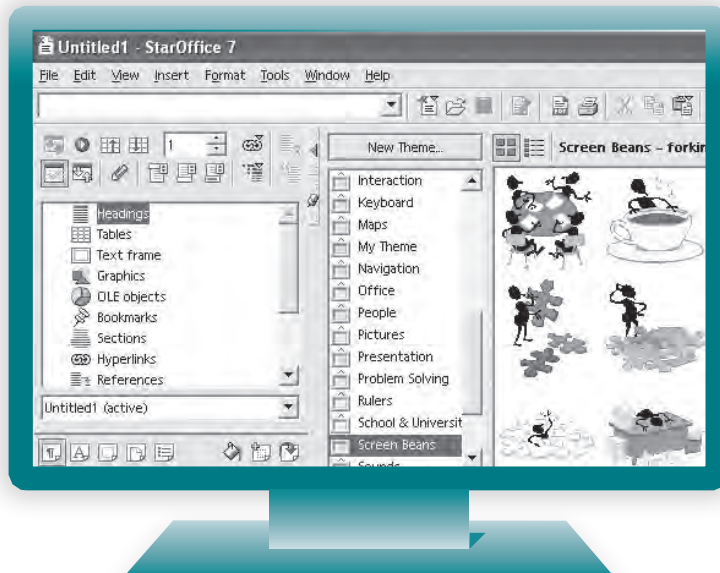 Untitled1 - StarOffice 7
File Edit View Insert Format Tools Window Help
1
Headings
Tables
Text frame
Graphics
OLE objects
Bookmarks
Sections
Hyperlinks
References
Untitled1 (active)
New Theme...
Interaction
Keyboard
Maps
My Theme
Navigation
Office
People
Pictures
Presentation
Problem Solving
Rulers
School & Universit
Screen Beans
Sounds
Screen Beans - forkin